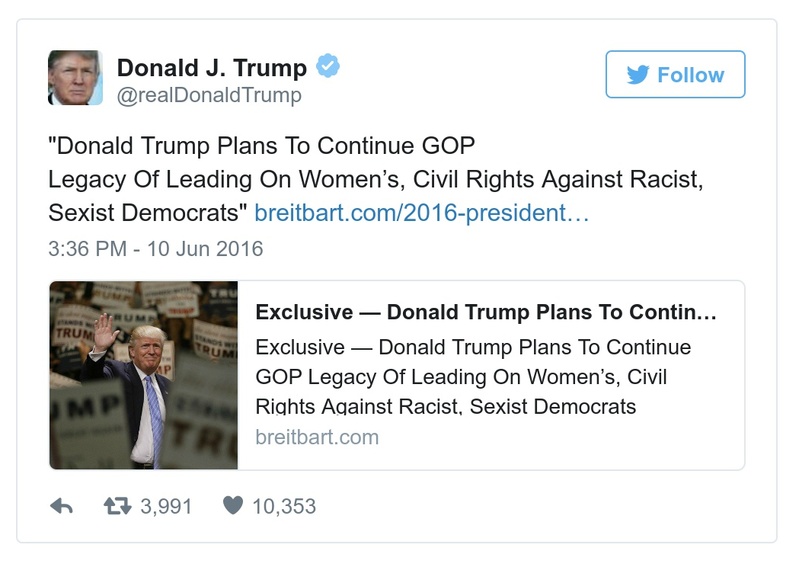 Donald J. Trump
@realDonaldTrump
Follow
"Donald Trump Plans To Continue GOP
Legacy Of Leading On Women’s, Civil Rights Against Racist,
Sexist Democrats" breitbart.com/2016-president…
3:36 PM - 10 Jun 2016
TRUMP
TRUMP
Exclusive — Donald Trump Plans To Contin…
Exclusive — Donald Trump Plans To Continue
GOP Legacy Of Leading On Women’s, Civil
Rights Against Racist, Sexist Democrats
breitbart.com
3,991
10,353